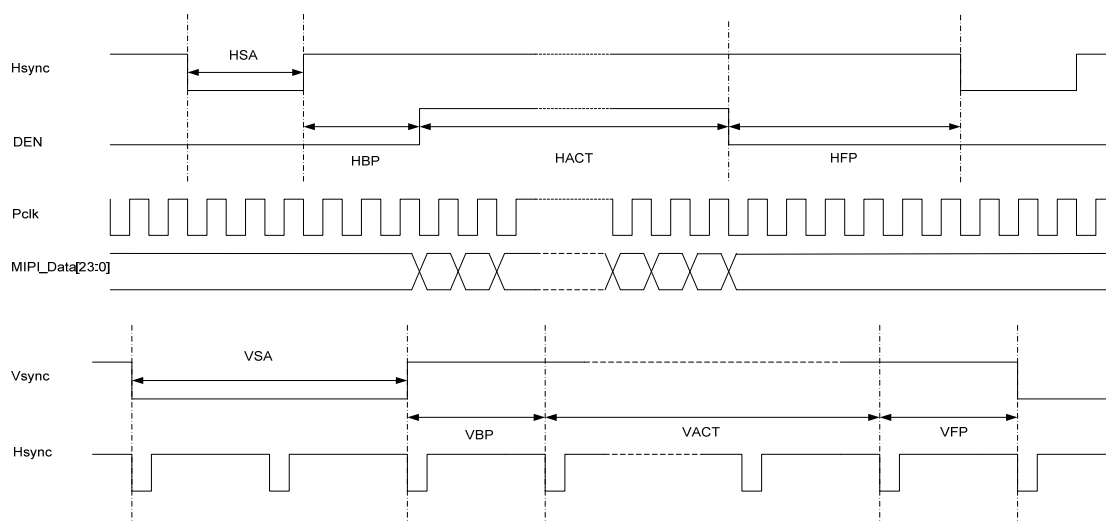 HSA
Hsync
DEN
HBP
HACT
HFP
Pclk
MIPI_Data[23:0]
VSA
Vsync
VBP
VACT
VFP
Hsync